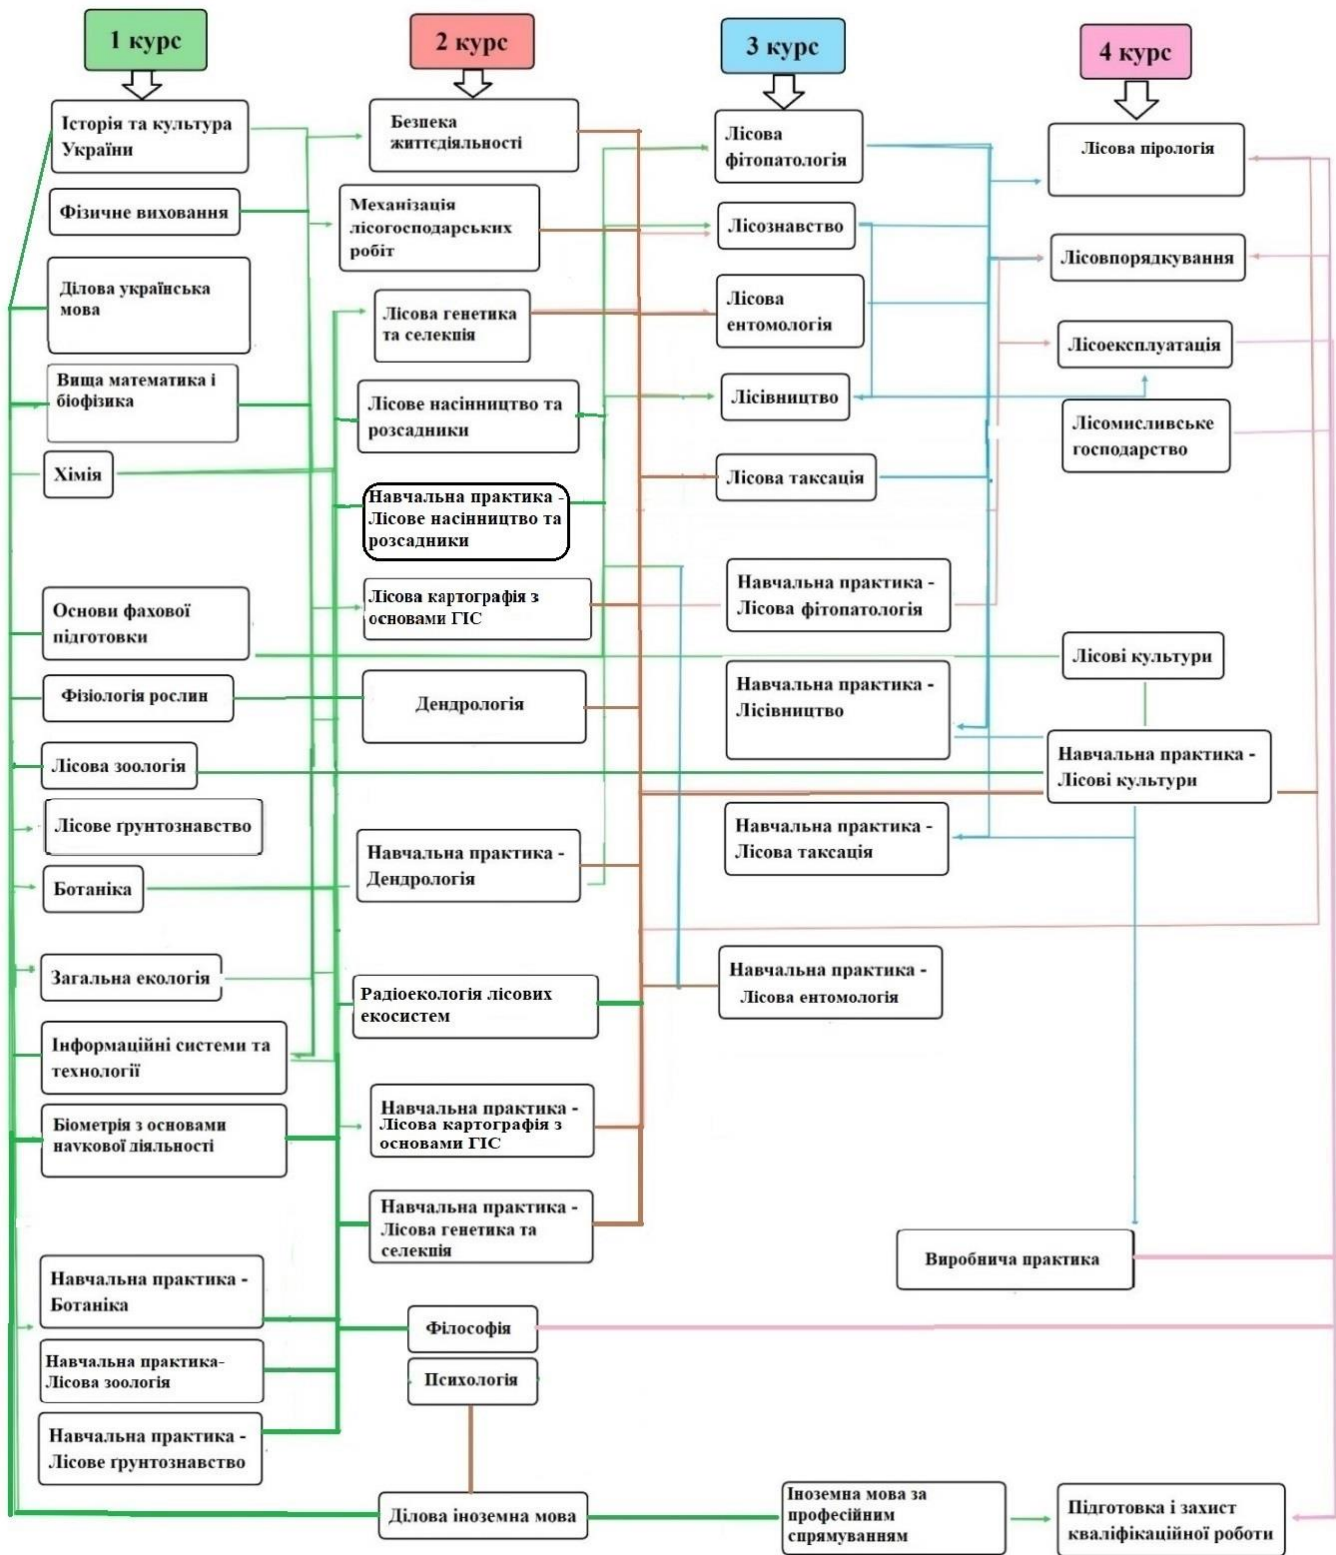 1 курс
2 курс
3 курс
4 курс
Історія та культура
України
Фізичне виховання
Ділова українська
мова
Вища математика і
біофізика
Хімія
Основи фахової
підготовки
Фізіологія рослин
Лісова зоологія
Лісове ґрунтознавство
Ботаніка
Загальна екологія
Інформаційні системи та
технології
Біометрія з основами
наукової діяльності
Навчальна практика -
Ботаніка
Навчальна практика-
Лісова зоологія
Навчальна практика -
Лісове ґрунтознавство
Безпека
життєдіяльності
Механізація
лісогосподарських
робіт
Лісова генетика
та селекція
Лісове насінництво та
розсадники
Навчальна практика -
Лісове насінництво та
розсадники
Лісова картографія з
основами ГІС
Дендрологія
Навчальна практика -
Дендрологія
Радіоекологія лісових
екосистем
Навчальна практика -
Лісова картографія з
основами ГІС
Навчальна практика -
Лісова генетика та
селекція
Філософія
Психологія
Ділова іноземна мова
Лісова
фітопатологія
Лісознавство
Лісова
ентомологія
Лісівництво
Лісова таксація
Навчальна практика -
Лісова фітопатологія
Навчальна практика -
Лісівництво
Навчальна практика -
Лісова таксація
Навчальна практика -
Лісова ентомологія
Іноземна мова за
професійним
спрямуванням
Лісова пірологія
Лісовпорядкування
Лісоексплуатація
Лісомисливське
господарство
Лісові культури
Навчальна практика -
Лісові культури
Виробнича практика
Підготовка і захист
кваліфікаційної роботи